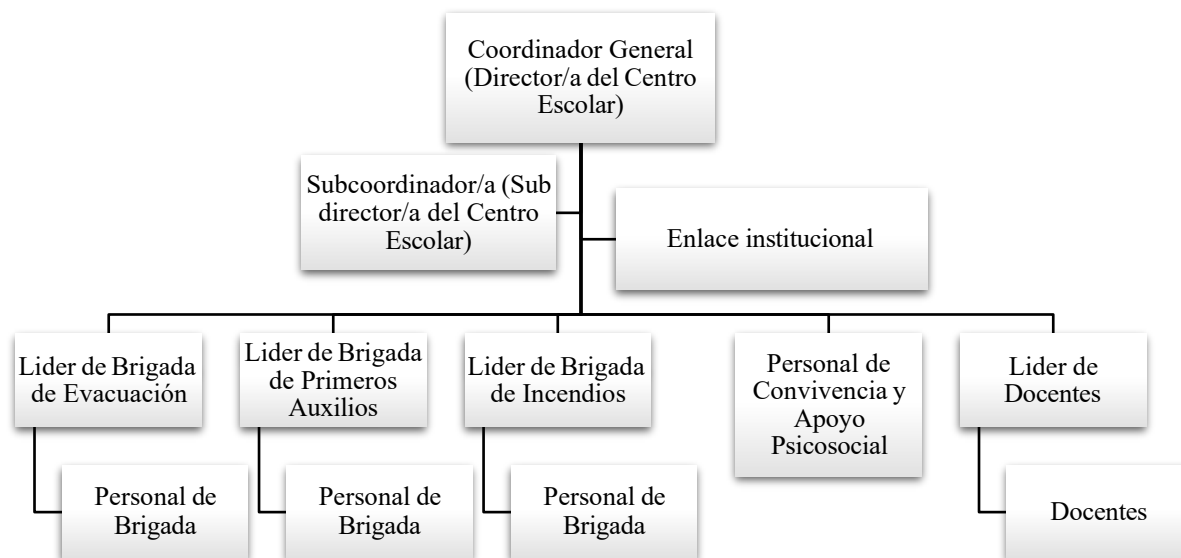 Coordinador General
(Director/a del Centro
Escolar)
Subcoordinador/a (Sub
director/a del Centro
Escolar)
Enlace institucional
Lider de Brigada
de Evacuación
Lider de Brigada
de Primeros
Auxilios
Lider de Brigada
de Incendios
Personal de
Convivencia y
Apoyo
Psicosocial
Lider de
Docentes
Personal de
Brigada
Personal de
Brigada
Personal de
Brigada
Docentes